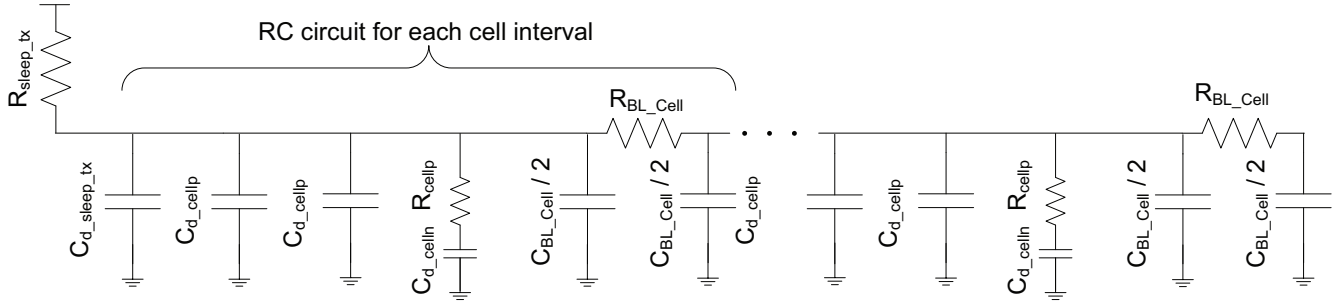 RC circuit for each cell interval
R_sleep_tx
R_BL_Cell
R_BL_Cell
C_d_sleep_tx
C_d_cellp
C_d_cellp
R_cellp
C_d_celln
C_BL_Cell / 2
C_BL_Cell / 2
. . .
C_d_cellp
C_d_cellp
R_cellp
C_d_celln
C_BL_Cell / 2
C_BL_Cell / 2